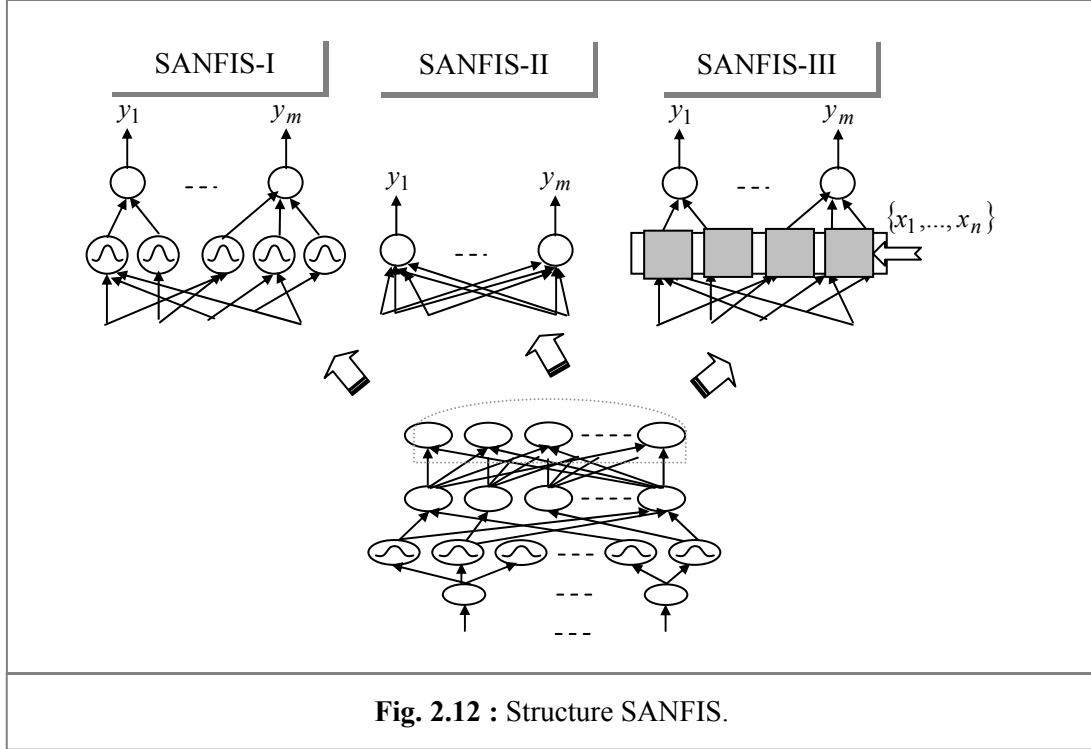 SANFIS-I
SANFIS-II
SANFIS-III
y1
ym
y1
ym
y1
ym
{x1,...,xn}
Fig. 2.12 : Structure SANFIS.